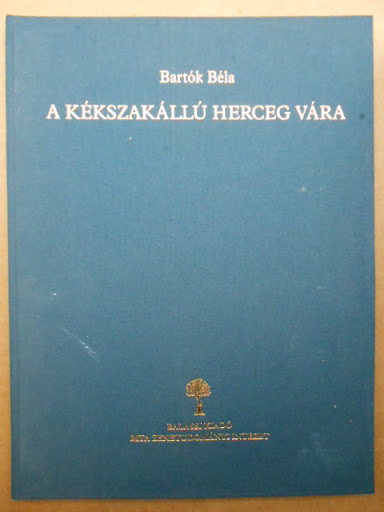 Bartók Béla
A KÉKSZAKÁLLÚ HERCEG VÁRA
BALASSI KIADÓ
MTA ZENETUDOMÁNYI INTÉZET